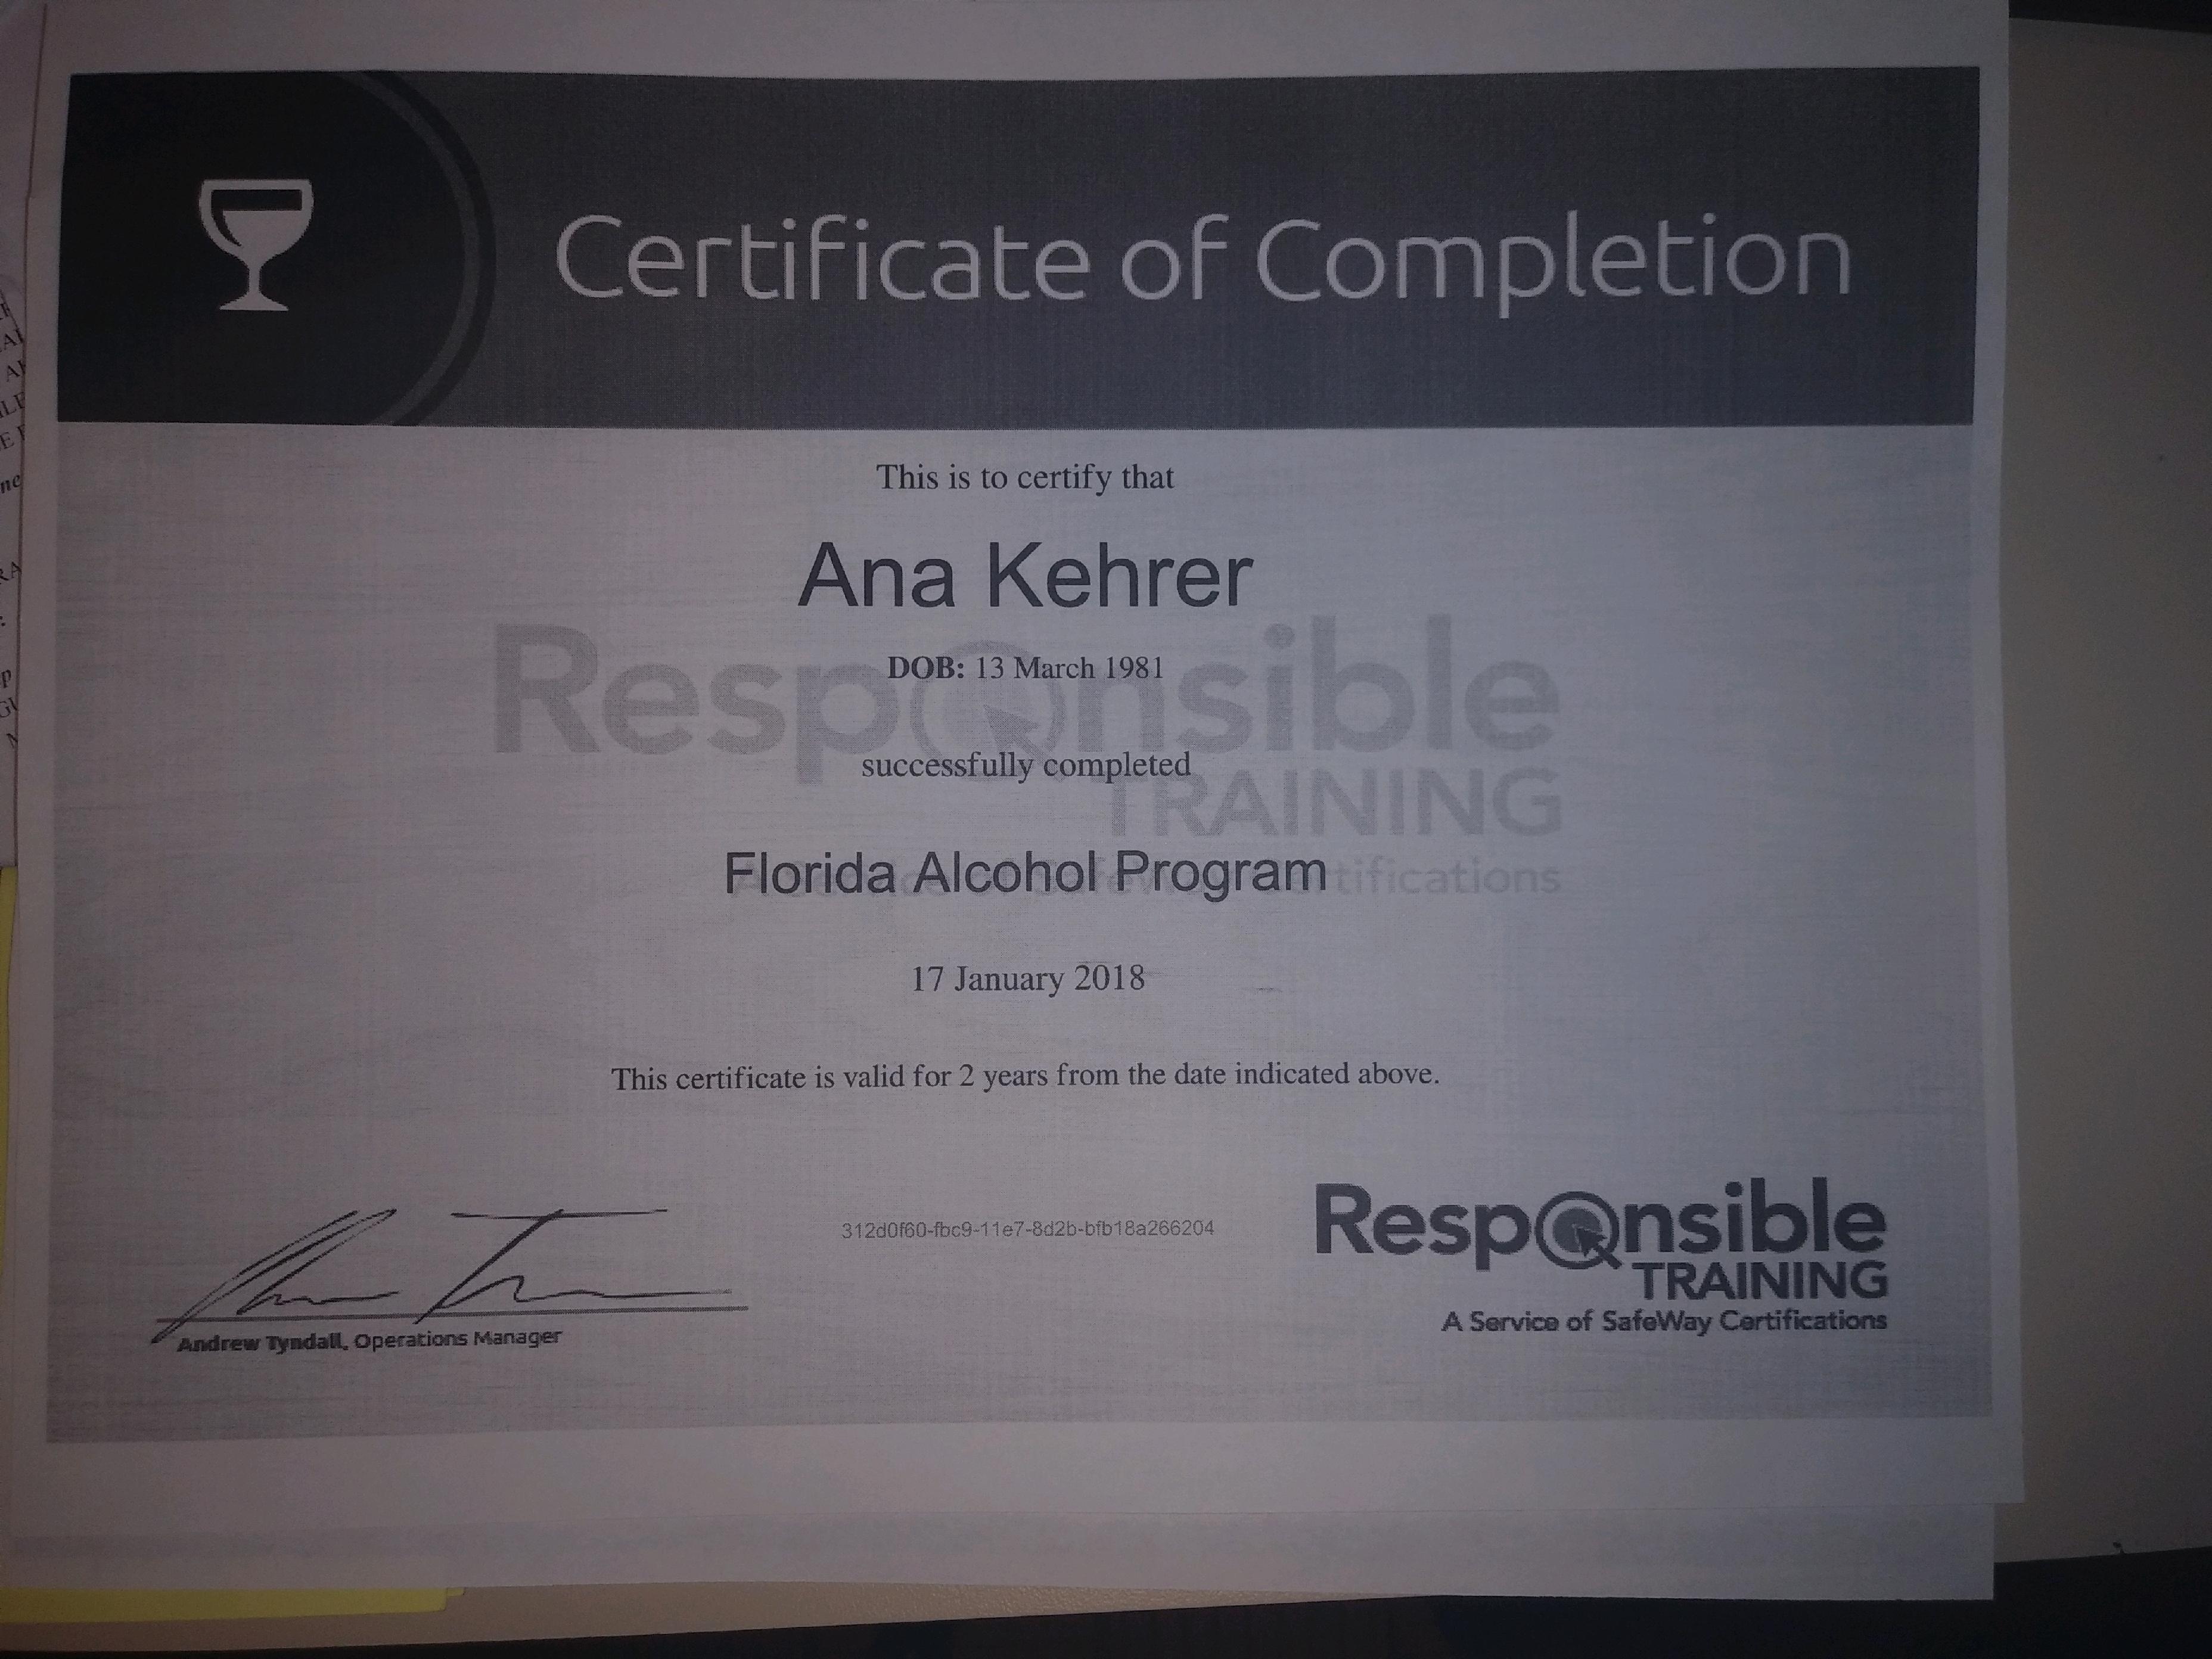 Certificate of Completion
This is to certify that
Ana Kehrer
DOB: 13 March 1981
successfully completed
Florida Alcohol Program
17 January 2018
This certificate is valid for 2 years from the date indicated above.
Responsible
TRAINING
tifications
312d0f60-fbc9-11e7-8d2b-bfb18a266204
Andrew Tyndall, Operations Manager
Responsible
TRAINING
A Service of SafeWay Certifications